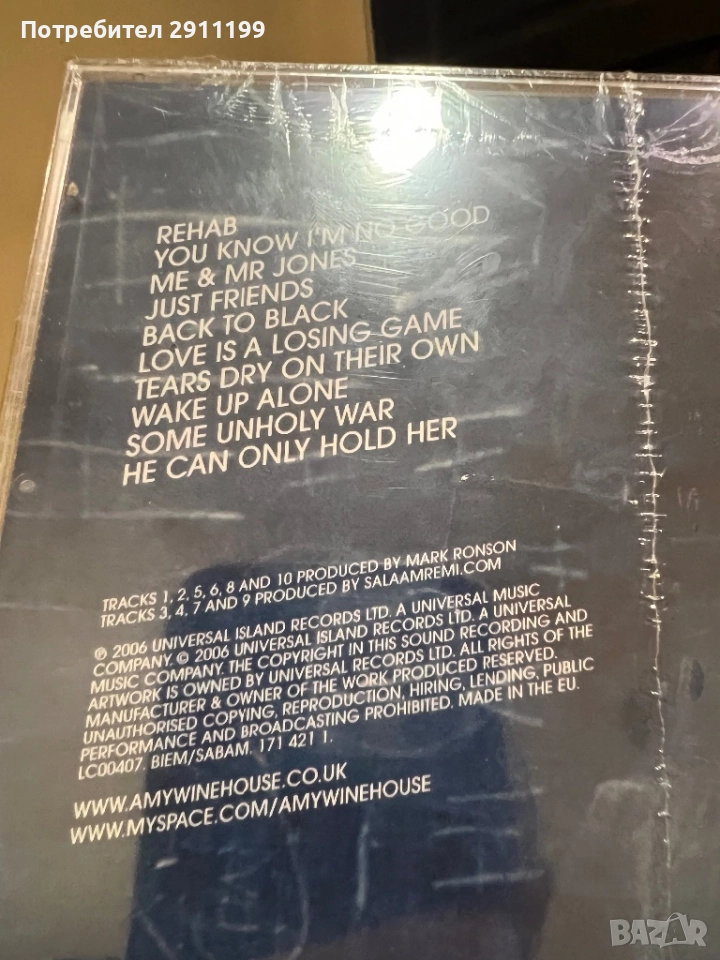 Потребител 2911199
REHAB
YOU KNOW I'M NO GOOD
ME & MR JONES
JUST FRIENDS
BACK TO BLACK
LOVE IS A LOSING GAME
TEARS DRY ON THEIR OWN
WAKE UP ALONE
SOME UNHOLY WAR
HE CAN ONLY HOLD HER
TRACKS 1, 2, 5, 6, 8 AND 10 PRODUCED BY MARK RONSON
TRACKS 3, 4, 7 AND 9 PRODUCED BY SALAAMREMI.COM
℗ 2006 UNIVERSAL ISLAND RECORDS LTD. A UNIVERSAL MUSIC
COMPANY. © 2006 UNIVERSAL ISLAND RECORDS LTD. A UNIVERSAL
MUSIC COMPANY. THE COPYRIGHT IN THIS SOUND RECORDING AND
ARTWORK IS OWNED BY UNIVERSAL RECORDS LTD. ALL RIGHTS OF THE
MANUFACTURER & OWNER OF THE WORK PRODUCED RESERVED.
UNAUTHORISED COPYING, REPRODUCTION, HIRING, LENDING, PUBLIC
PERFORMANCE AND BROADCASTING PROHIBITED. MADE IN THE EU.
LC00407. BIEM/SABAM. 171 421 1.
WWW.AMYWINEHOUSE.CO.UK
WWW.MYSPACE.COM/AMYWINEHOUSE
BAZAR